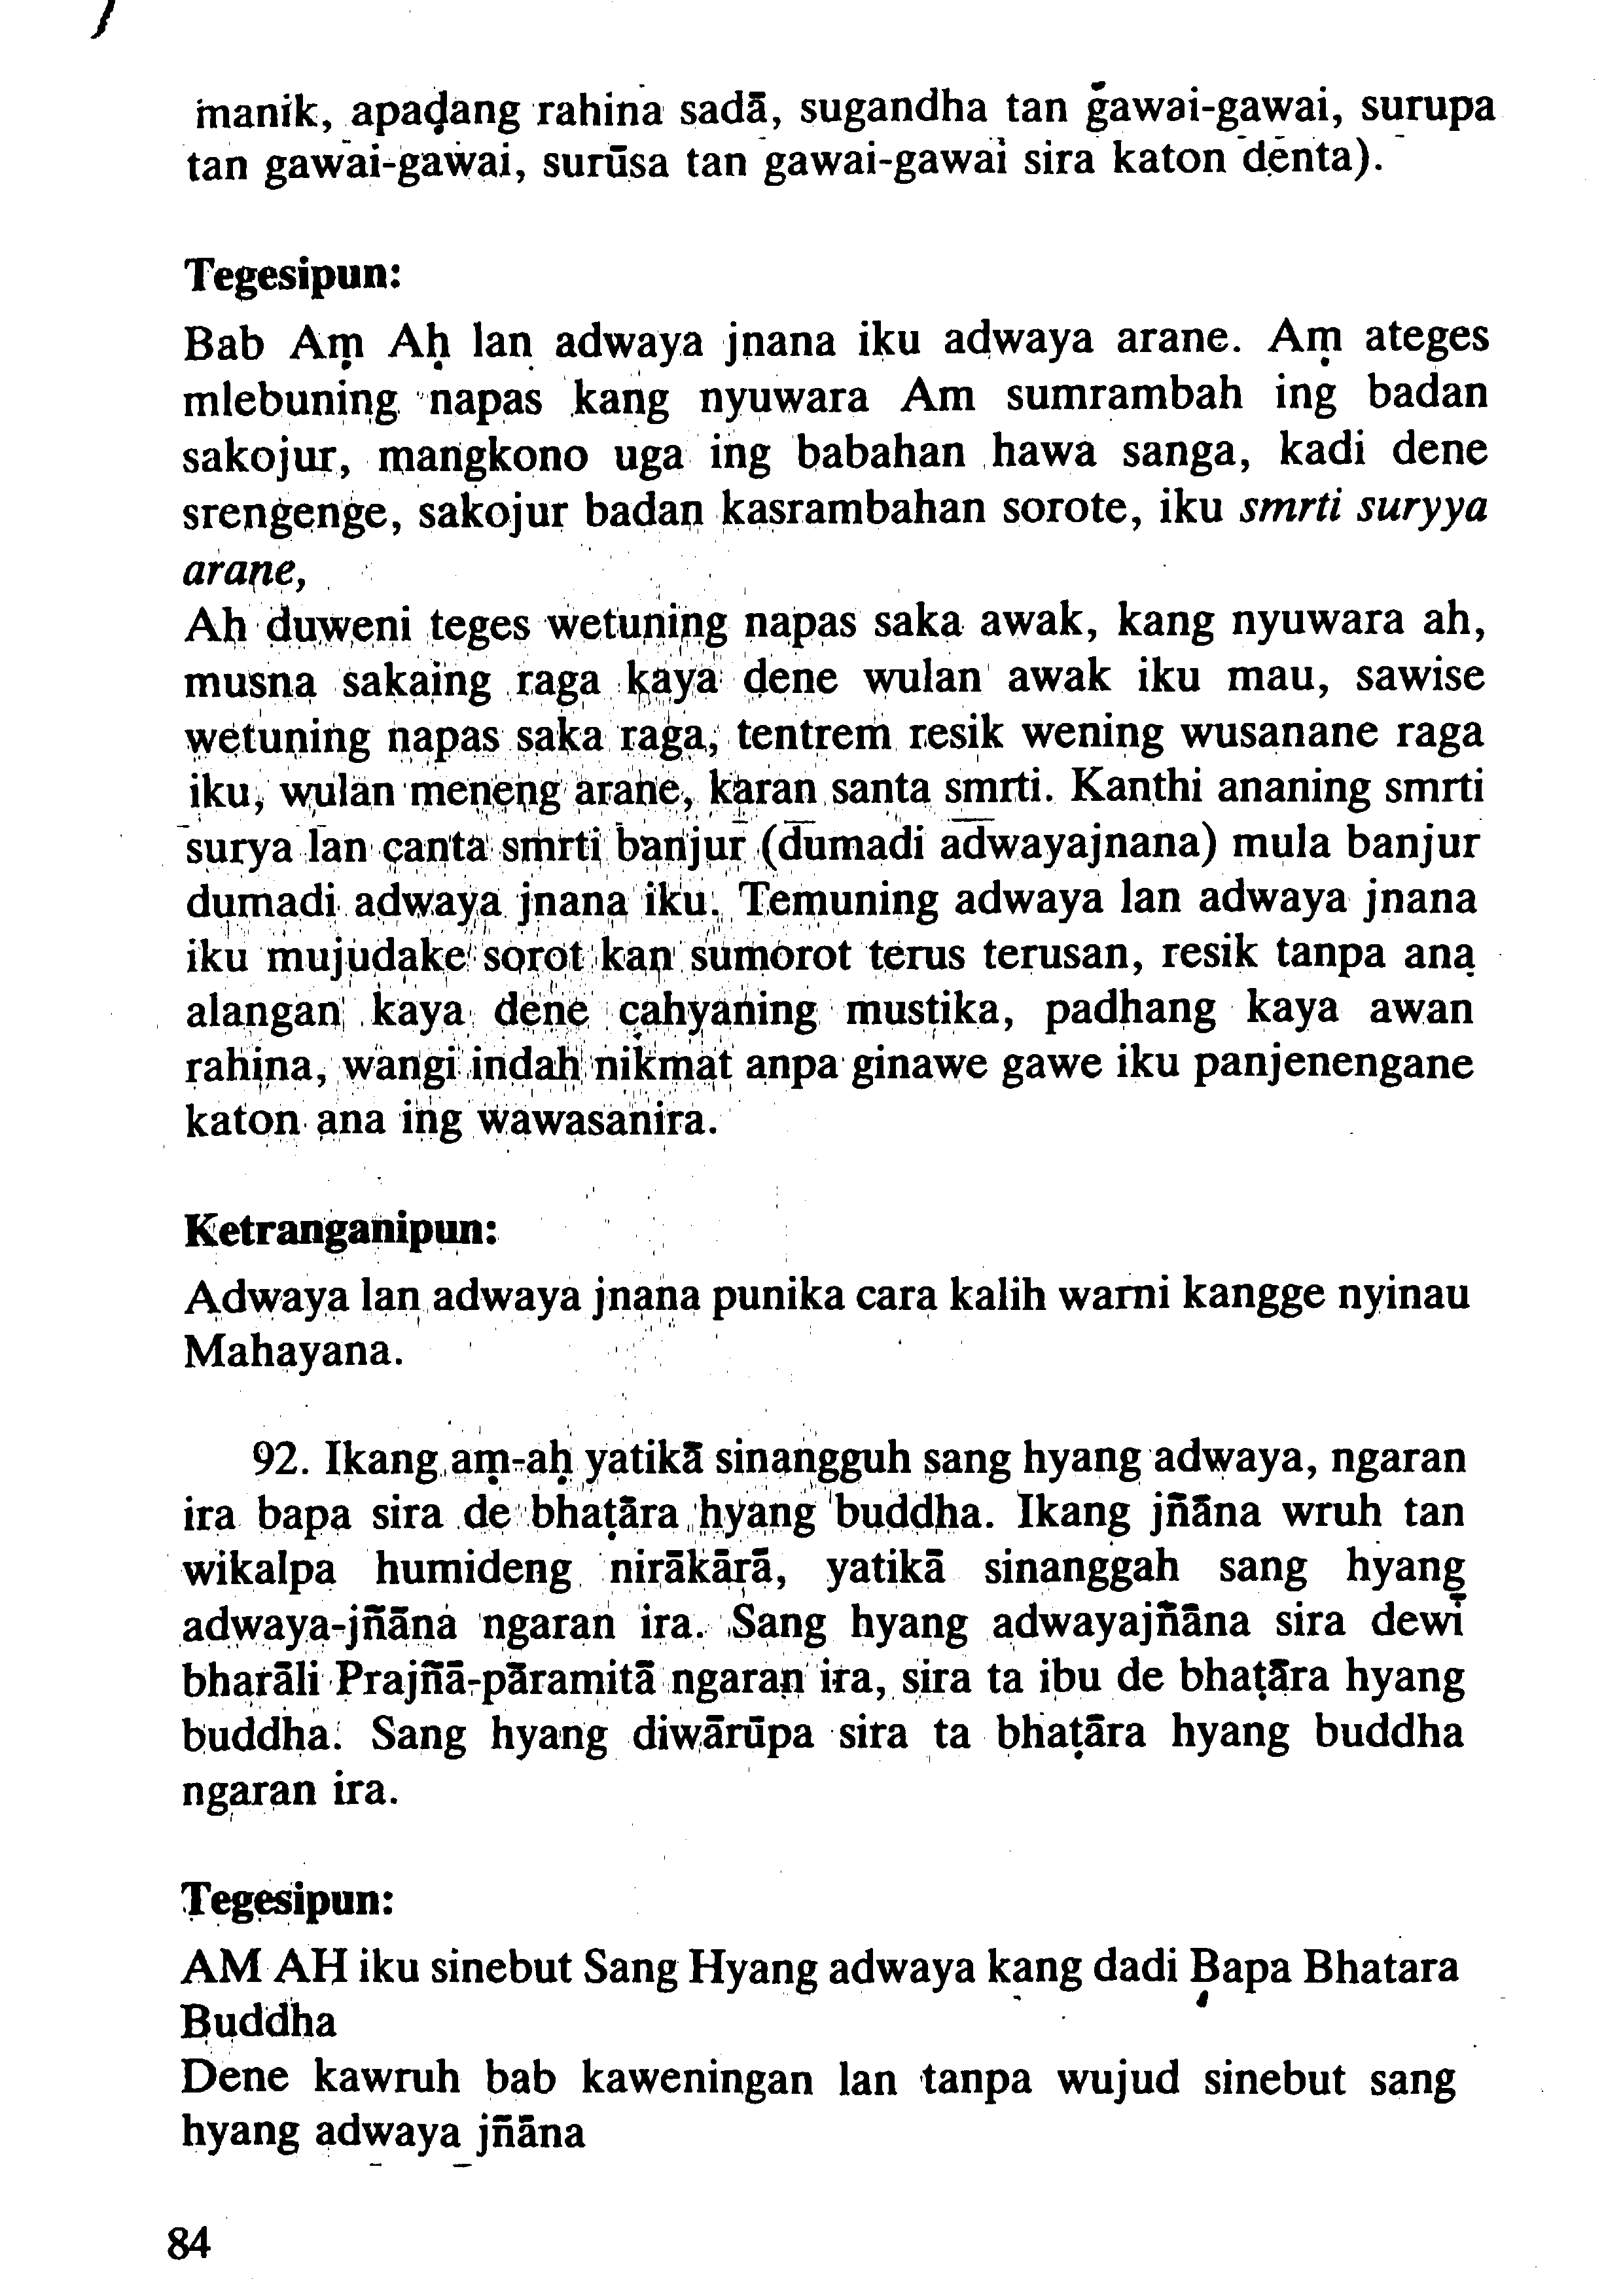 manik, apaḍang rahina sadā, sugandha tan gawai-gawai, surupa
tan gawai-gawai, surūsa tan gawai-gawai sira katon denta).
Tegesipun:
Bab Aṃ Aḥ lan adwaya jnana iku adwaya arane. Aṃ ateges
mlebuning napas kang nyuwara Am sumrambah ing badan
sakojur, mangkono uga ing babahan hawa sanga, kadi dene
srengenge, sakojur badan kasrambahan sorote, iku smrti suryya
arane,
Ah duweni teges wetuning napas saka awak, kang nyuwara ah,
musna sakaing raga kaya dene wulan awak iku mau, sawise
wetuning napas saka raga, tentrem resik wening wusanane raga
iku, wulan meneng arane, karan santa smrti. Kanthi ananing smrti
surya lan çanta smrti banjur (dumadi adwayajnana) mula banjur
dumadi adwaya jnana iku. Temuning adwaya lan adwaya jnana
iku mujudake sorot kan sumorot terus terusan, resik tanpa ana
alangan kaya dene cahyaning mustika, padhang kaya awan
rahina, wangi indah nikmat anpa ginawe gawe iku panjenengane
katon ana ing wawasanira.
Ketranganipun:
Adwaya lan adwaya jnana punika cara kalih warni kangge nyinau
Mahayana.
92. Ikang aṃ-aḥ yatikā sinangguh sang hyang adwaya, ngaran
ira bapa sira de bhaṭāra hyang buddha. Ikang jñāna wruh tan
wikalpa humideng nirākārā, yatikā sinanggah sang hyang
adwaya-jñāna ngaran ira. Sang hyang adwayajñāna sira dewi
bharāli Prajñā-pāramitā ngaran ira, sira ta ibu de bhaṭāra hyang
buddha. Sang hyang diwārūpa sira ta bhaṭāra hyang buddha
ngaran ira.
Tegesipun:
AM AH iku sinebut Sang Hyang adwaya kang dadi Bapa Bhatara
Buddha
Dene kawruh bab kaweningan lan tanpa wujud sinebut sang
hyang adwaya jñāna
84